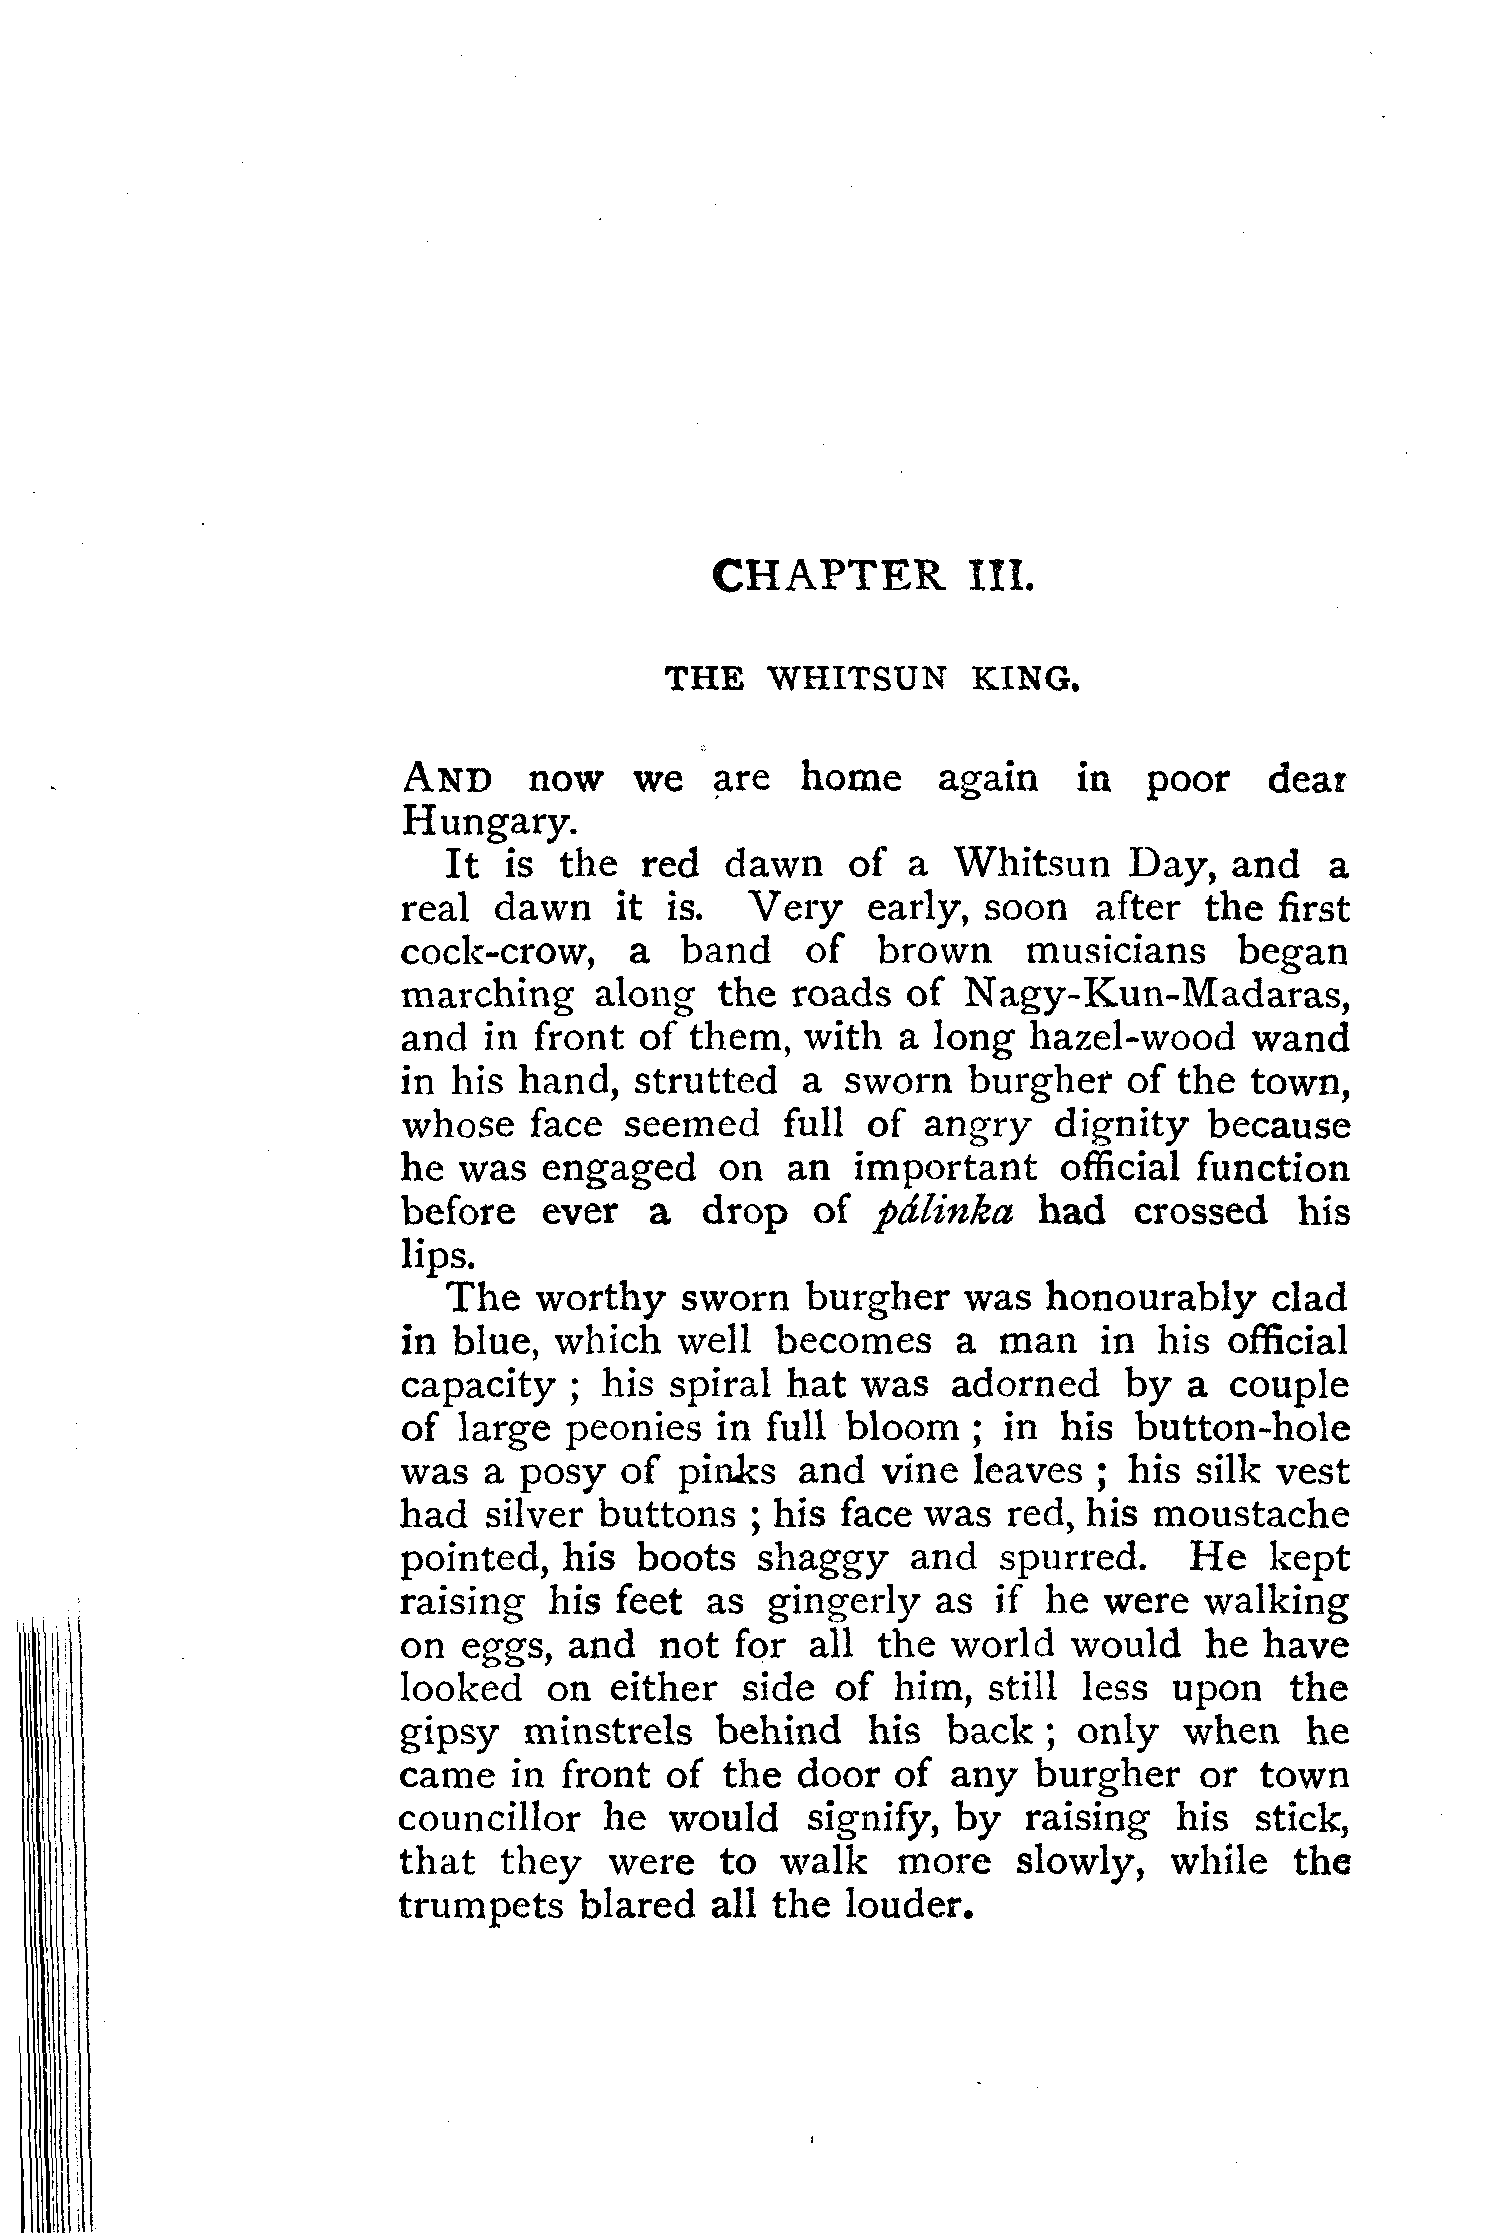 CHAPTER III.
THE WHITSUN KING.
AND now we are home again in poor dear
Hungary.
It is the red dawn of a Whitsun Day, and a
real dawn it is. Very early, soon after the first
cock-crow, a band of brown musicians began
marching along the roads of Nagy-Kun-Madaras,
and in front of them, with a long hazel-wood wand
in his hand, strutted a sworn burgher of the town,
whose face seemed full of angry dignity because
he was engaged on an important official function
before ever a drop of pálinka had crossed his
lips.
The worthy sworn burgher was honourably clad
in blue, which well becomes a man in his official
capacity ; his spiral hat was adorned by a couple
of large peonies in full bloom ; in his button-hole
was a posy of pinks and vine leaves ; his silk vest
had silver buttons ; his face was red, his moustache
pointed, his boots shaggy and spurred. He kept
raising his feet as gingerly as if he were walking
on eggs, and not for all the world would he have
looked on either side of him, still less upon the
gipsy minstrels behind his back ; only when he
came in front of the door of any burgher or town
councillor he would signify, by raising his stick,
that they were to walk more slowly, while the
trumpets blared all the louder.